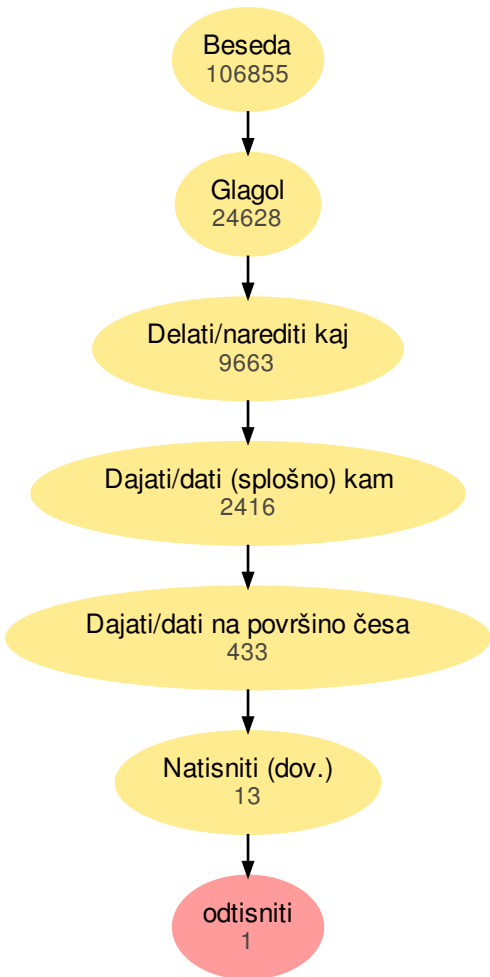 Beseda
106855
Glagol
24628
Delati/narediti kaj
9663
Dajati/dati (splošno) kam
2416
Dajati/dati na površino česa
433
Natisniti (dov.)
13
odtisniti
1